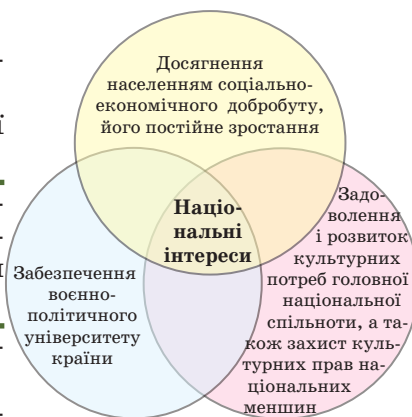 Досягнення
населенням соціально-
економічного добробуту,
його постійне зростання
Націо-
нальні
інтереси
Забезпечення
воєнно-
політичного
університету
країни
Задо-
волення
і розвиток
культурних
потреб головної
національної
спільноти, а та-
кож захист куль-
турних прав на-
ціональних
меншин